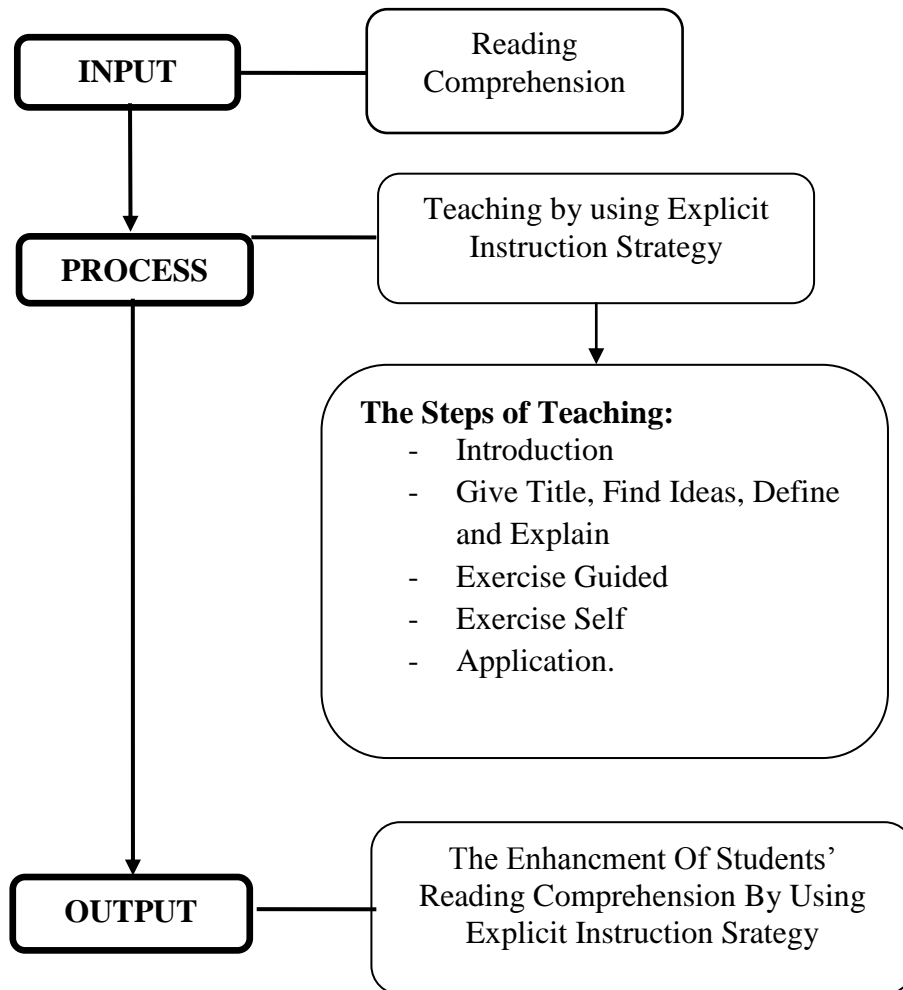 INPUT
Reading
Comprehension
PROCESS
Teaching by using Explicit
Instruction Strategy
The Steps of Teaching:
- Introduction
- Give Title, Find Ideas, Define
and Explain
- Exercise Guided
- Exercise Self
- Application.
OUTPUT
The Enhancment Of Students’
Reading Comprehension By Using
Explicit Instruction Srategy